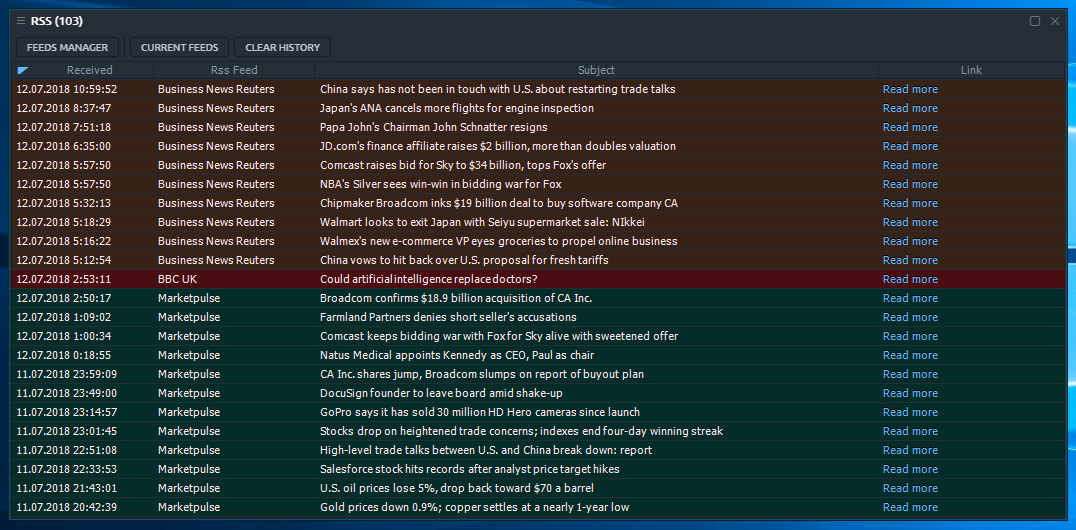 RSS (103)
FEEDS MANAGER CURRENT FEEDS CLEAR HISTORY
Received Rss Feed Subject Link
12.07.2018 10:59:52 Business News Reuters China says has not been in touch with U.S. about restarting trade talks Read more
12.07.2018 8:37:47 Business News Reuters Japan's ANA cancels more flights for engine inspection Read more
12.07.2018 7:51:18 Business News Reuters Papa John's Chairman John Schnatter resigns Read more
12.07.2018 6:35:00 Business News Reuters JD.com's finance affiliate raises $2 billion, more than doubles valuation Read more
12.07.2018 5:57:50 Business News Reuters Comcast raises bid for Sky to $34 billion, tops Fox's offer Read more
12.07.2018 5:57:50 Business News Reuters NBA's Silver sees win-win in bidding war for Fox Read more
12.07.2018 5:32:13 Business News Reuters Chipmaker Broadcom inks $19 billion deal to buy software company CA Read more
12.07.2018 5:18:29 Business News Reuters Walmart looks to exit Japan with Seiyu supermarket sale: NIkkei Read more
12.07.2018 5:16:22 Business News Reuters Walmex's new e-commerce VP eyes groceries to propel online business Read more
12.07.2018 5:12:54 Business News Reuters China vows to hit back over U.S. proposal for fresh tariffs Read more
12.07.2018 2:53:11 BBC UK Could artificial intelligence replace doctors? Read more
12.07.2018 2:50:17 Marketpulse Broadcom confirms $18.9 billion acquisition of CA Inc. Read more
12.07.2018 1:09:02 Marketpulse Farmland Partners denies short seller's accusations Read more
12.07.2018 1:00:34 Marketpulse Comcast keeps bidding war with Fox for Sky alive with sweetened offer Read more
12.07.2018 0:18:55 Marketpulse Natus Medical appoints Kennedy as CEO, Paul as chair Read more
11.07.2018 23:59:09 Marketpulse CA Inc. shares jump, Broadcom slumps on report of buyout plan Read more
11.07.2018 23:49:00 Marketpulse DocuSign founder to leave board amid shake-up Read more
11.07.2018 23:14:57 Marketpulse GoPro says it has sold 30 million HD Hero cameras since launch Read more
11.07.2018 23:01:45 Marketpulse Stocks drop on heightened trade concerns; indexes end four-day winning streak Read more
11.07.2018 22:51:08 Marketpulse High-level trade talks between U.S. and China break down: report Read more
11.07.2018 22:33:53 Marketpulse Salesforce stock hits records after analyst price target hikes Read more
11.07.2018 21:43:01 Marketpulse U.S. oil prices lose 5%, drop back toward $70 a barrel Read more
11.07.2018 20:42:39 Marketpulse Gold prices down 0.9%; copper settles at a nearly 1-year low Read more